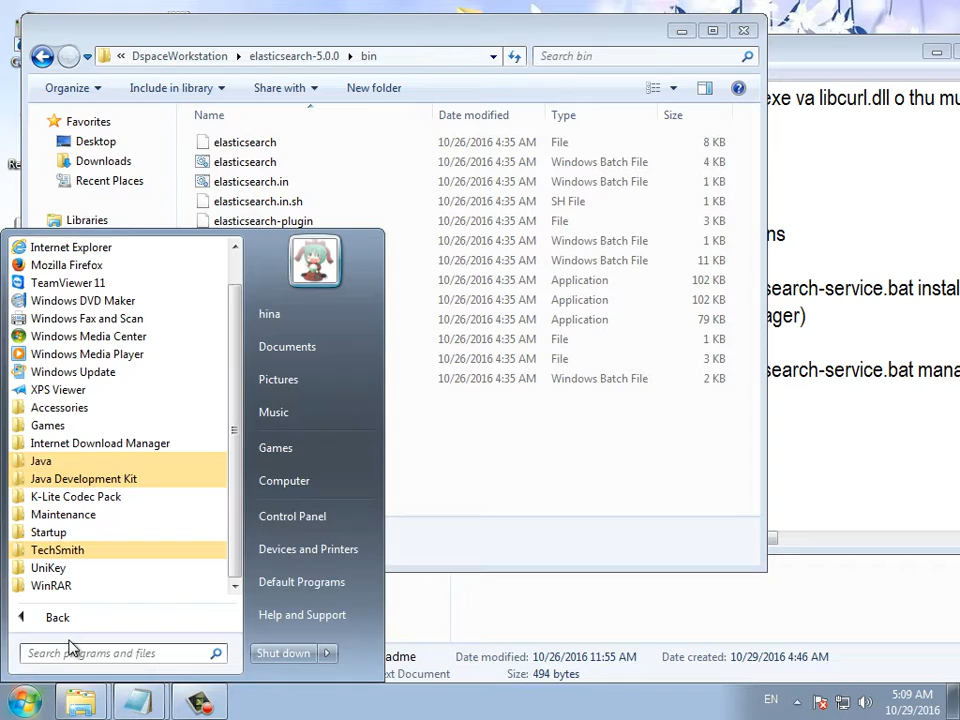 « DspaceWorkstation ▸ elasticsearch-5.0.0 ▸ bin
Search bin
Organize
Include in library
Share with
New folder
Name
Date modified
Type
Size
Favorites
Desktop
Downloads
Recent Places
Libraries
elasticsearch 10/26/2016 4:35 AM File 8 KB
elasticsearch 10/26/2016 4:35 AM Windows Batch File 4 KB
elasticsearch.in 10/26/2016 4:35 AM Windows Batch File 1 KB
elasticsearch.in.sh 10/26/2016 4:35 AM SH File 1 KB
elasticsearch-plugin 10/26/2016 4:35 AM File 3 KB
10/26/2016 4:35 AM Windows Batch File 1 KB
10/26/2016 4:35 AM Windows Batch File 11 KB
10/26/2016 4:35 AM Application 102 KB
10/26/2016 4:35 AM Application 102 KB
10/26/2016 4:35 AM Application 79 KB
10/26/2016 4:35 AM File 1 KB
10/26/2016 4:35 AM File 3 KB
10/26/2016 4:35 AM Windows Batch File 2 KB
exe va libcurl.dll o thu mu
ns
search-service.bat instal
ager)
search-service.bat mana
Internet Explorer
Mozilla Firefox
TeamViewer 11
Windows DVD Maker
Windows Fax and Scan
Windows Media Center
Windows Media Player
Windows Update
XPS Viewer
Accessories
Games
Internet Download Manager
Java
Java Development Kit
K-Lite Codec Pack
Maintenance
Startup
TechSmith
UniKey
WinRAR
Back
Search programs and files
hina
Documents
Pictures
Music
Games
Computer
Control Panel
Devices and Printers
Default Programs
Help and Support
Shut down
adme
Date modified: 10/26/2016 11:55 AM
Date created: 10/29/2016 4:46 AM
xt Document
Size: 494 bytes
EN
5:09 AM
10/29/2016